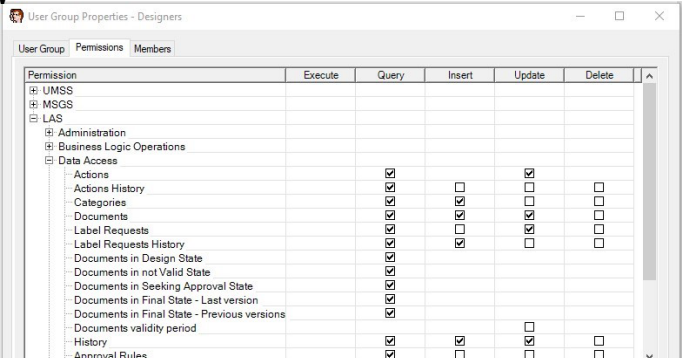 User Group Properties - Designers
User Group Permissions Members
Permission Execute Query Insert Update Delete
UMSS
MSGS
LAS
Administration
Business Logic Operations
Data Access
Actions
Actions History
Categories
Documents
Label Requests
Label Requests History
Documents in Design State
Documents in not Valid State
Documents in Seeking Approval State
Documents in Final State - Last version
Documents in Final State - Previous versions
Documents validity period
History
Approval Rules